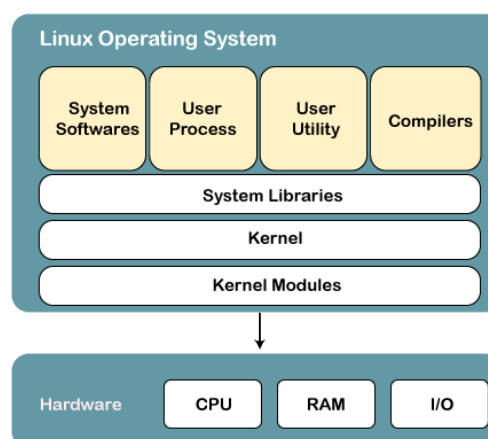 Linux Operating System
System
Softwares
User
Process
User
Utility
Compilers
System Libraries
Kernel
Kernel Modules
Hardware
CPU
RAM
I/O